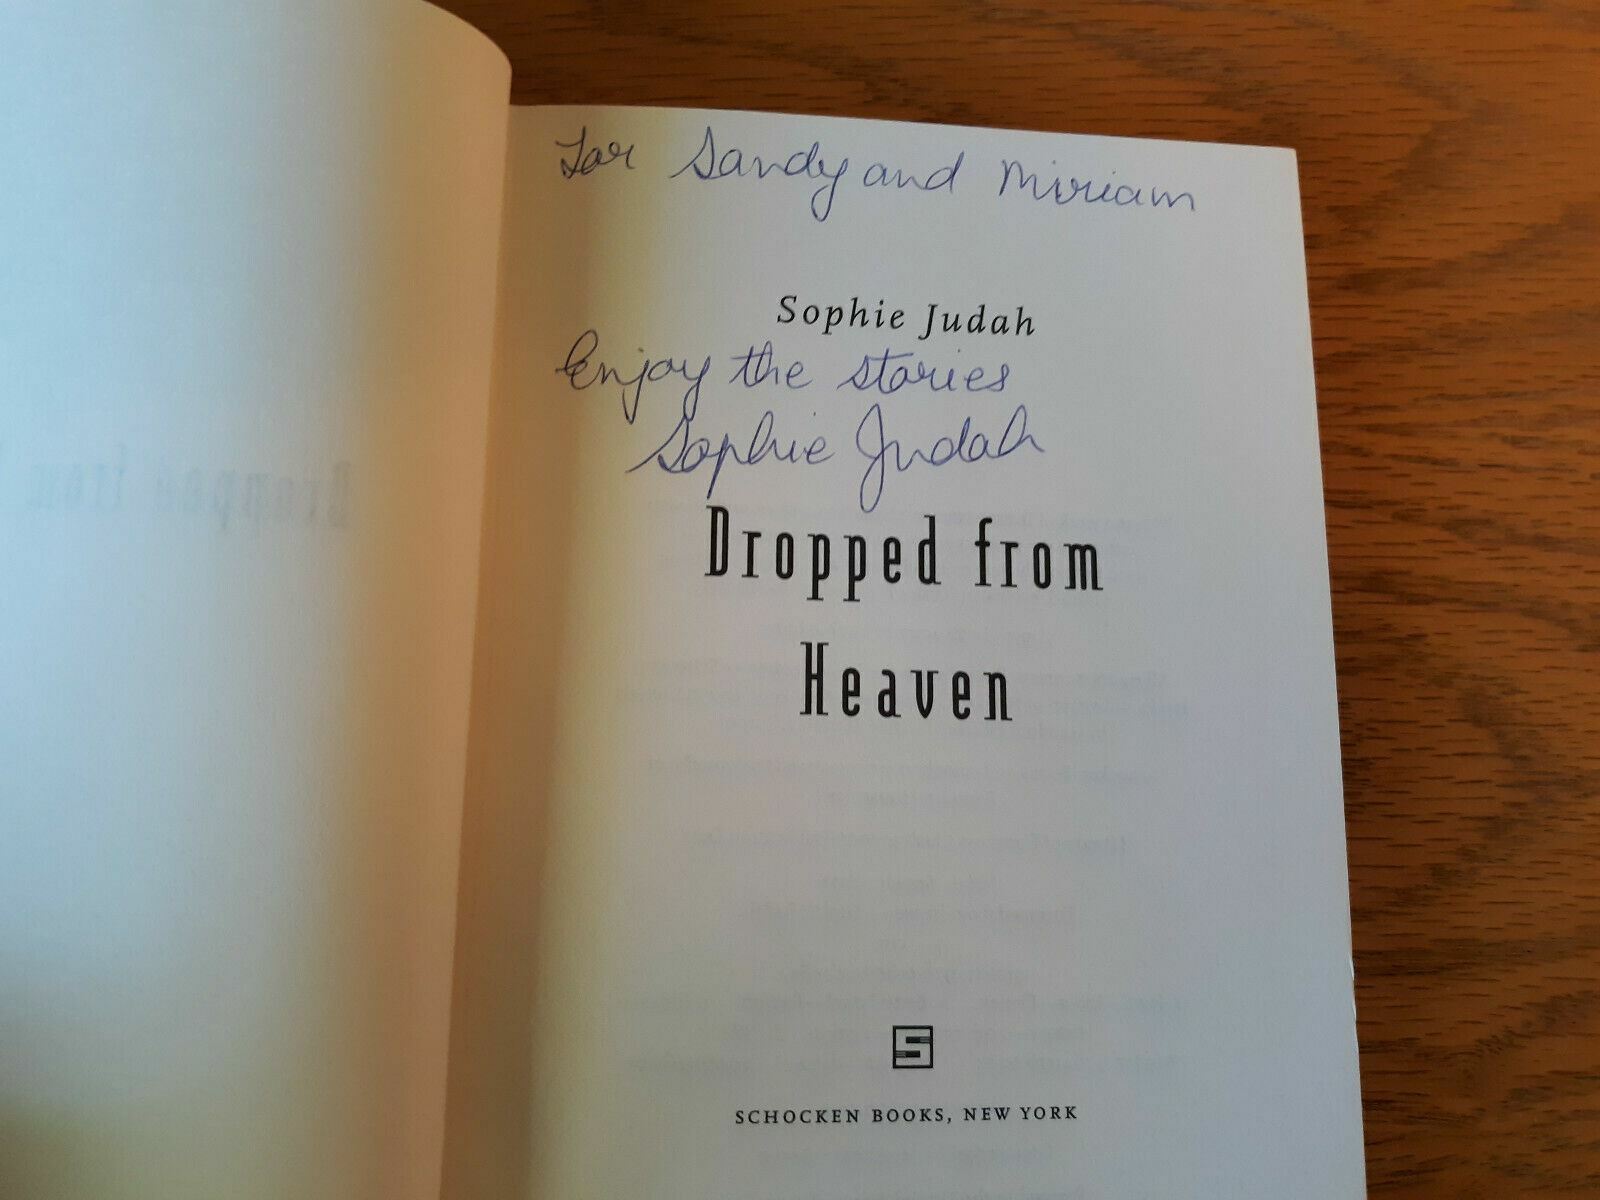 For Sandy and Miriam
Sophie Judah
Enjoy the stories
Sophie Judah
Dropped from
Heaven
S
SCHOCKEN BOOKS, NEW YORK